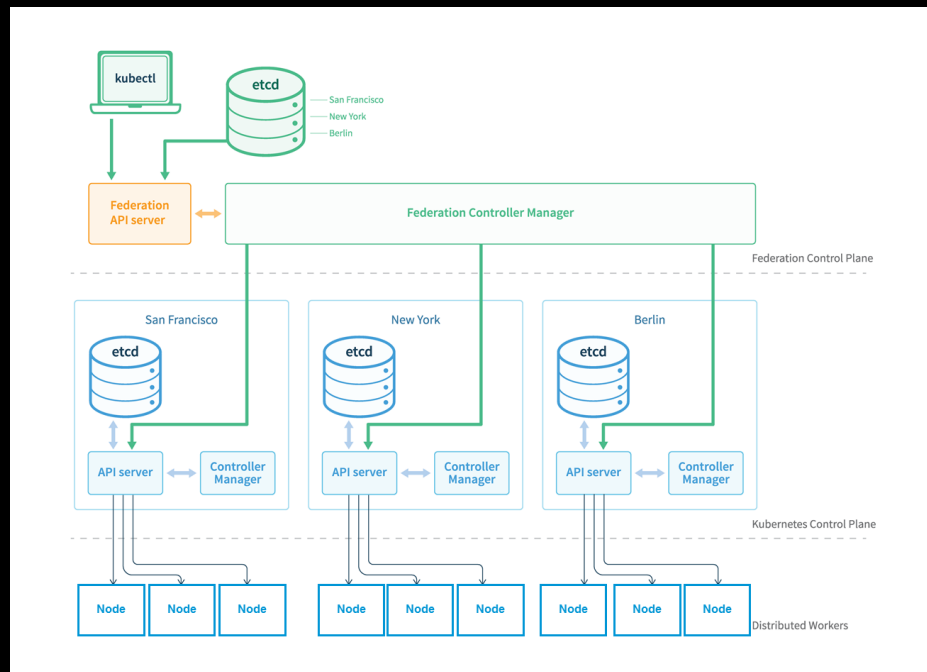 kubectl
etcd
San Francisco
New York
Berlin
Federation
API server
Federation Controller Manager
Federation Control Plane
San Francisco
New York
Berlin
etcd
etcd
etcd
API server
Controller
Manager
API server
Controller
Manager
API server
Controller
Manager
Kubernetes Control Plane
Node
Node
Node
Node
Node
Node
Node
Node
Node
Distributed Workers